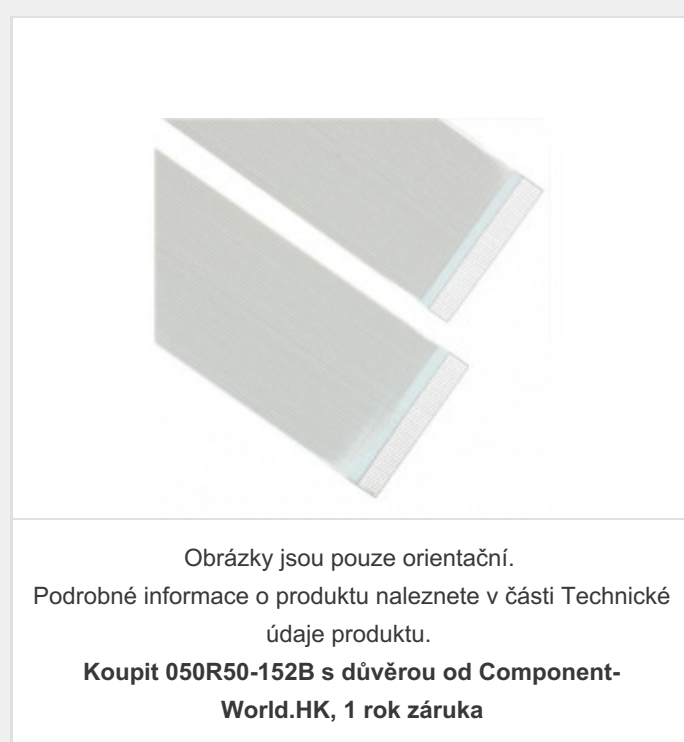 Obrázky jsou pouze orientační.
Podrobné informace o produktu naleznete v části Technické
údaje produktu.
Koupit 050R50-152B s důvěrou od Component-
World.HK, 1 rok záruka